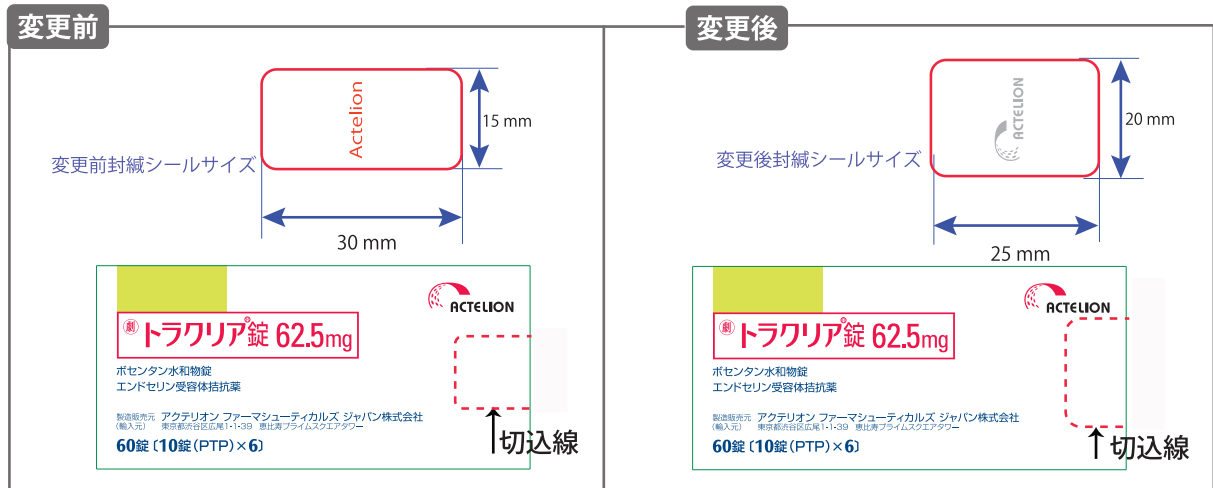 変更前
Actelion
15 mm
変更前封緘シールサイズ
30 mm
ACTELION
劇 トラクリア®錠 62.5mg
ボセンタン水和物錠
エンドセリン受容体拮抗薬
製造販売元 アクテリオン ファーマシューティカルズ ジャパン株式会社
(輸入元) 東京都渋谷区広尾1-1-39 恵比寿プライムスクエアタワー
60錠〔10錠(PTP)×6〕
切込線
変更後
ACTELION
20 mm
変更後封緘シールサイズ
25 mm
ACTELION
劇 トラクリア®錠 62.5mg
ボセンタン水和物錠
エンドセリン受容体拮抗薬
製造販売元 アクテリオン ファーマシューティカルズ ジャパン株式会社
(輸入元) 東京都渋谷区広尾1-1-39 恵比寿プライムスクエアタワー
60錠〔10錠(PTP)×6〕
切込線